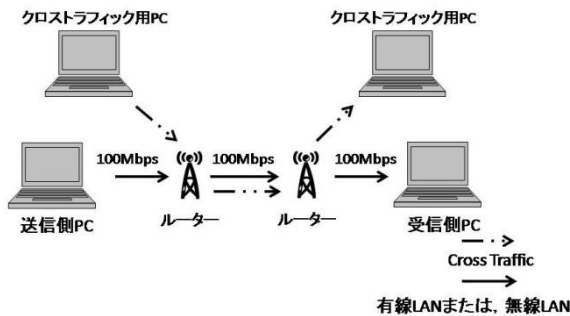 クロストラフィック用PC
クロストラフィック用PC
100Mbps
100Mbps
100Mbps
送信側PC
ルーター
ルーター
受信側PC
Cross Traffic
有線LANまたは, 無線LAN